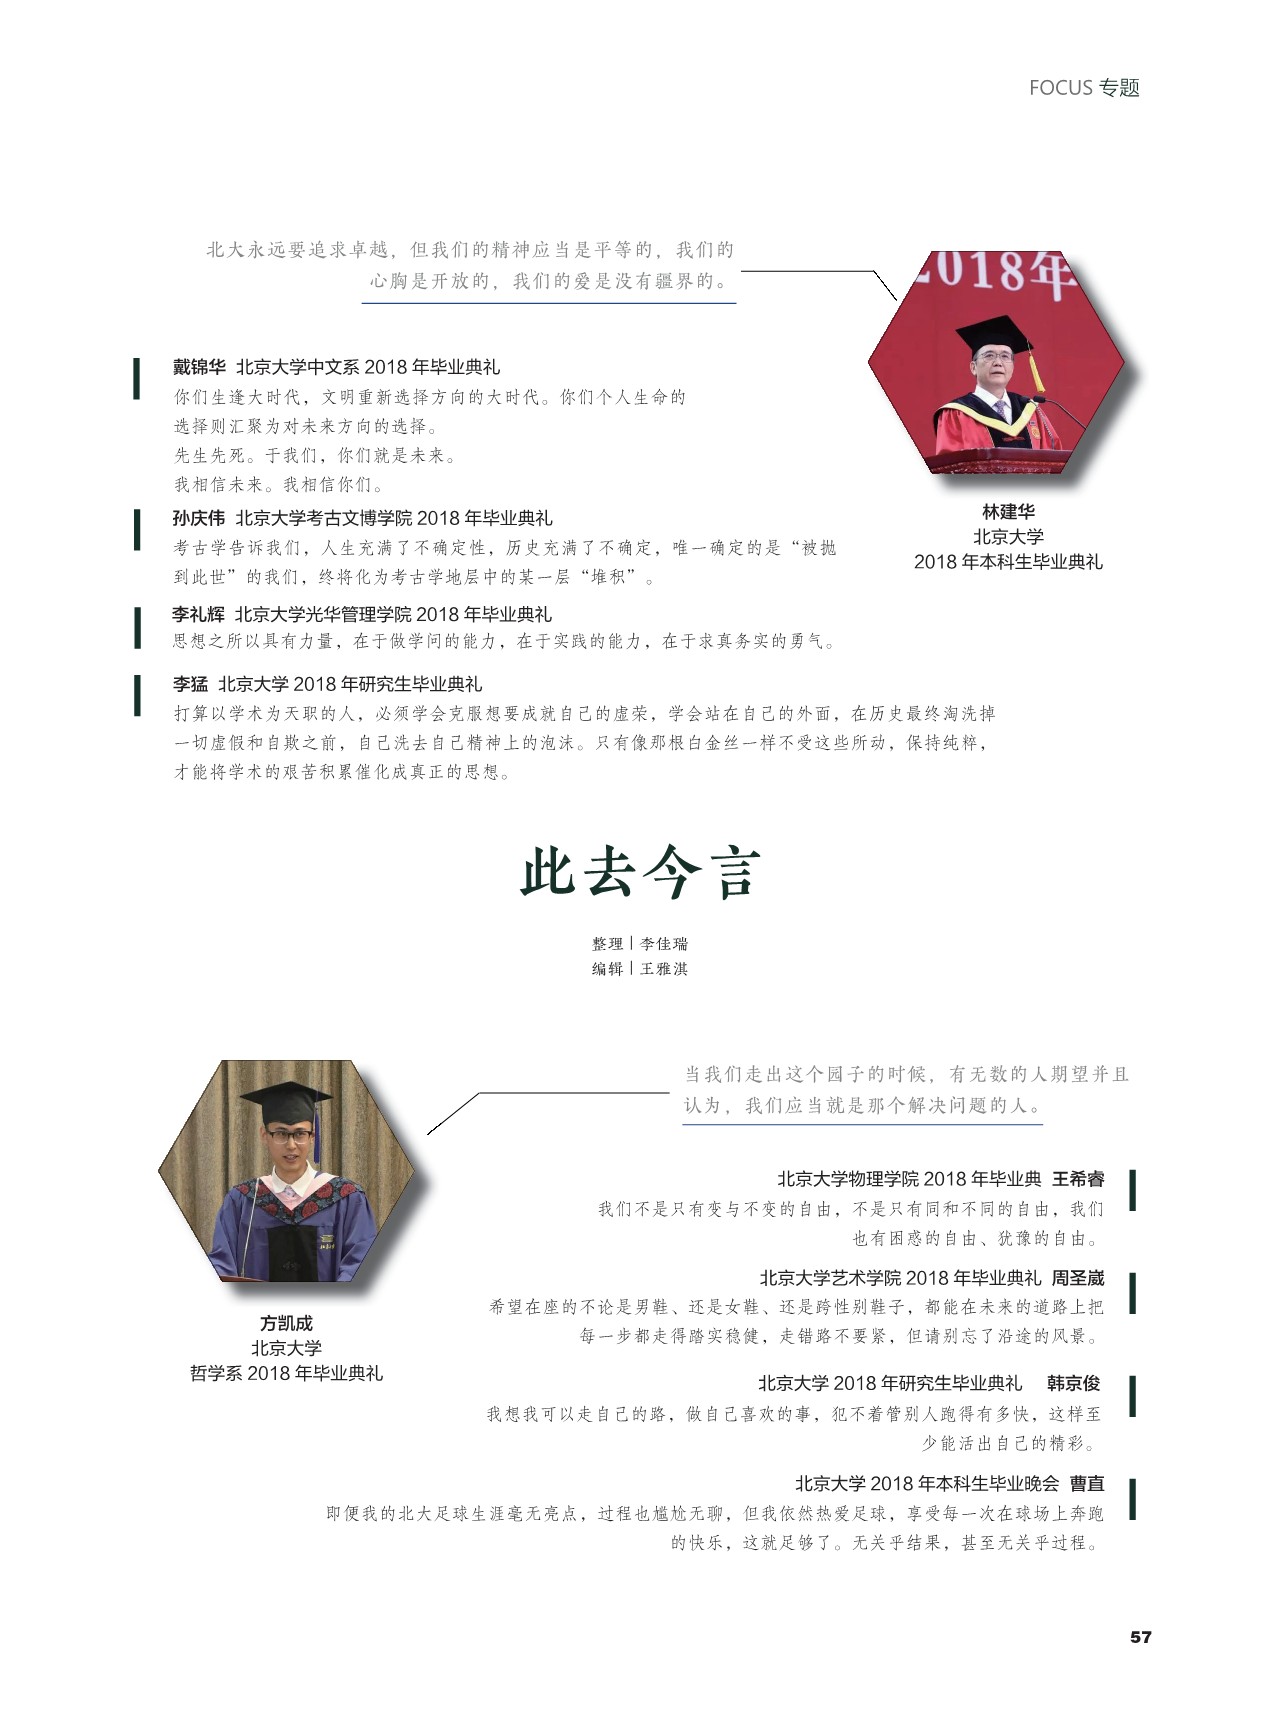 FOCUS 专题
北大永远要追求卓越，但我们的精神应当是平等的，我们的
心胸是开放的，我们的爱是没有疆界的。
2018年
林建华
北京大学
2018 年本科生毕业典礼
戴锦华 北京大学中文系 2018 年毕业典礼
你们生逢大时代，文明重新选择方向的大时代。你们个人生命的
选择则汇聚为对未来方向的选择。
先生先死。于我们，你们就是未来。
我相信未来。我相信你们。
孙庆伟 北京大学考古文博学院 2018 年毕业典礼
考古学告诉我们，人生充满了不确定性，历史充满了不确定，唯一确定的是“被抛
到此世”的我们，终将化为考古学地层中的某一层“堆积”。
李礼辉 北京大学光华管理学院 2018 年毕业典礼
思想之所以具有力量，在于做学问的能力，在于实践的能力，在于求真务实的勇气。
李猛 北京大学 2018 年研究生毕业典礼
打算以学术为天职的人，必须学会克服想要成就自己的虚荣，学会站在自己的外面，在历史最终淘洗掉
一切虚假和自欺之前，自己洗去自己精神上的泡沫。只有像那根白金丝一样不受这些所动，保持纯粹，
才能将学术的艰苦积累催化成真正的思想。
此去今言
整理｜李佳瑞
编辑｜王雅淇
当我们走出这个园子的时候，有无数的人期望并且
认为，我们应当就是那个解决问题的人。
方凯成
北京大学
哲学系 2018 年毕业典礼
北京大学物理学院 2018 年毕业典 王希睿
我们不是只有变与不变的自由，不是只有同和不同的自由，我们
也有困惑的自由、犹豫的自由。
北京大学艺术学院 2018 年毕业典礼 周圣崴
希望在座的不论是男鞋、还是女鞋、还是跨性别鞋子，都能在未来的道路上把
每一步都走得踏实稳健，走错路不要紧，但请别忘了沿途的风景。
北京大学 2018 年研究生毕业典礼 韩京俊
我想我可以走自己的路，做自己喜欢的事，犯不着管别人跑得有多快，这样至
少能活出自己的精彩。
北京大学 2018 年本科生毕业晚会 曹直
即便我的北大足球生涯毫无亮点，过程也尴尬无聊，但我依然热爱足球，享受每一次在球场上奔跑
的快乐，这就足够了。无关乎结果，甚至无关乎过程。
57